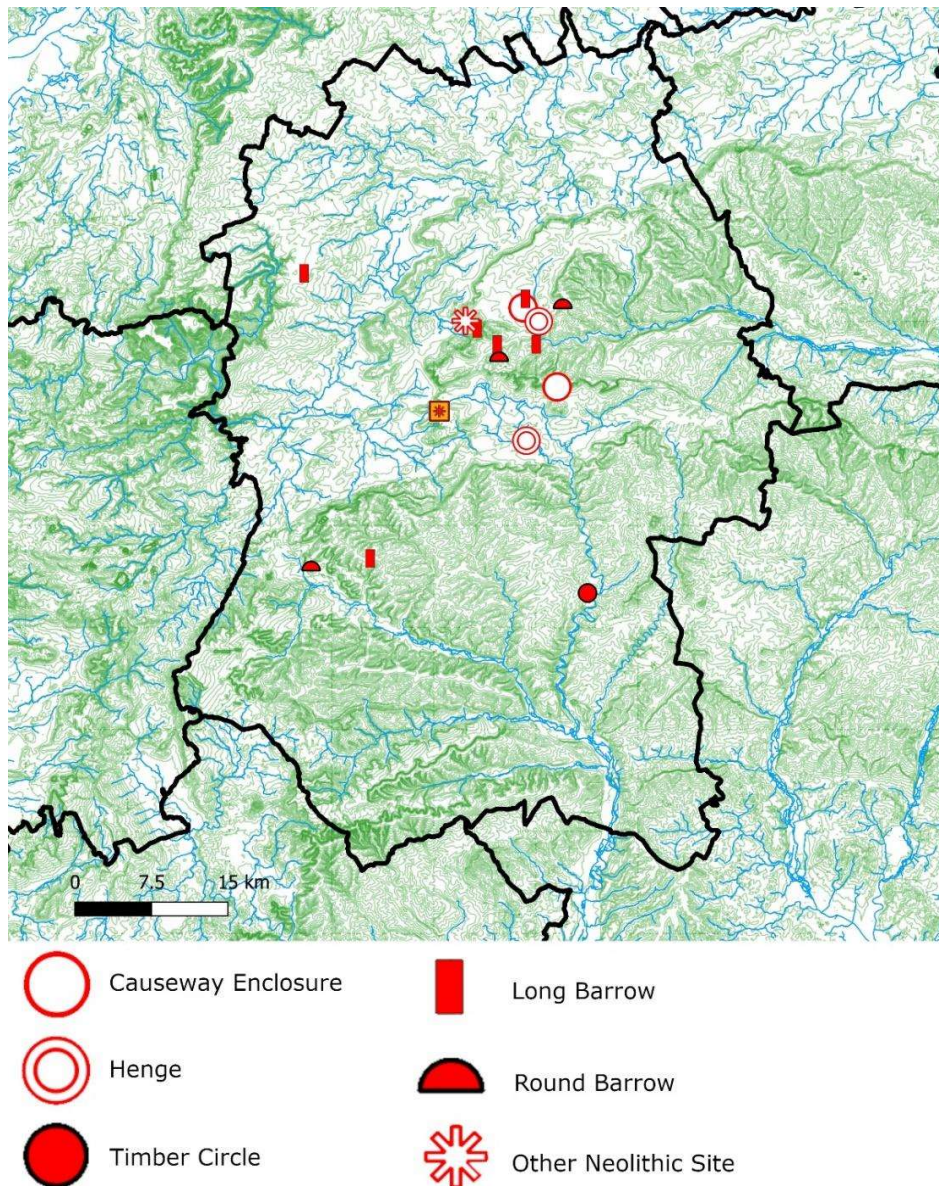 0 7.5 15 km
Causeway Enclosure
Long Barrow
Henge
Round Barrow
Timber Circle
Other Neolithic Site